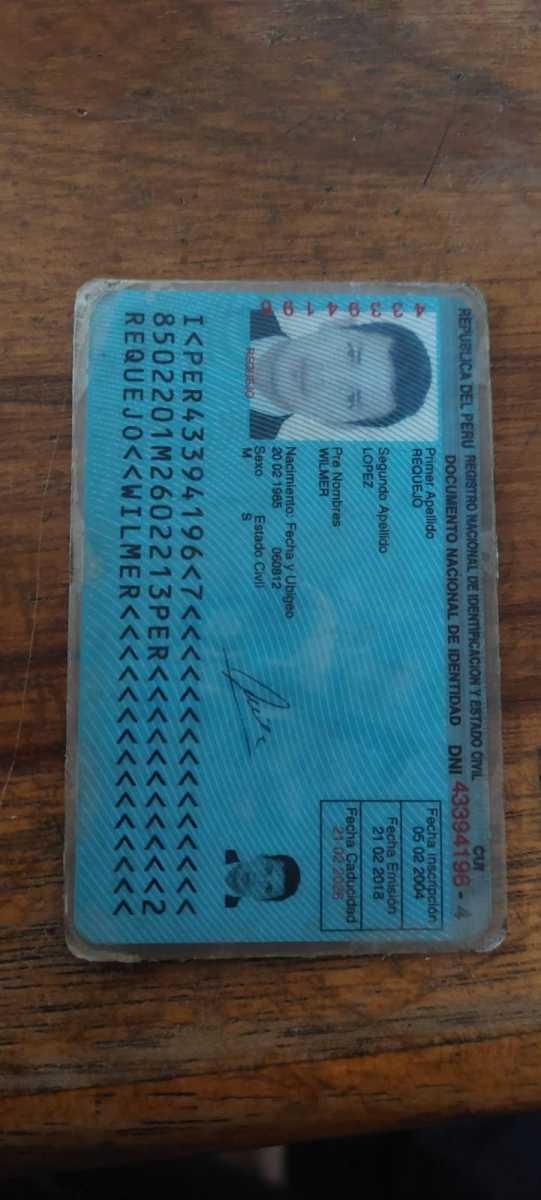 REPUBLICA DEL PERU REGISTRO NACIONAL DE IDENTIFICACION Y ESTADO CIVIL
DOCUMENTO NACIONAL DE IDENTIDAD DNI 43394196 - 4
CUI
43394196
REQUEJO
Primer Apellido
REQUEJO
Segundo Apellido
LOPEZ
Pre Nombres
WILMER
Nacimiento: Fecha y Ubigeo
20 02 1985 060812
Sexo Estado Civil
M S
Fecha Inscripción
05 02 2004
Fecha Emisión
21 02 2018
Fecha Caducidad
21 02 2026
I<PER43394196<7<<<<<<<<<<<<<<<
8502201M2602213PER<<<<<<<<<<<2
REQUEJO<<WILMER<<<<<<<<<<<<<<<